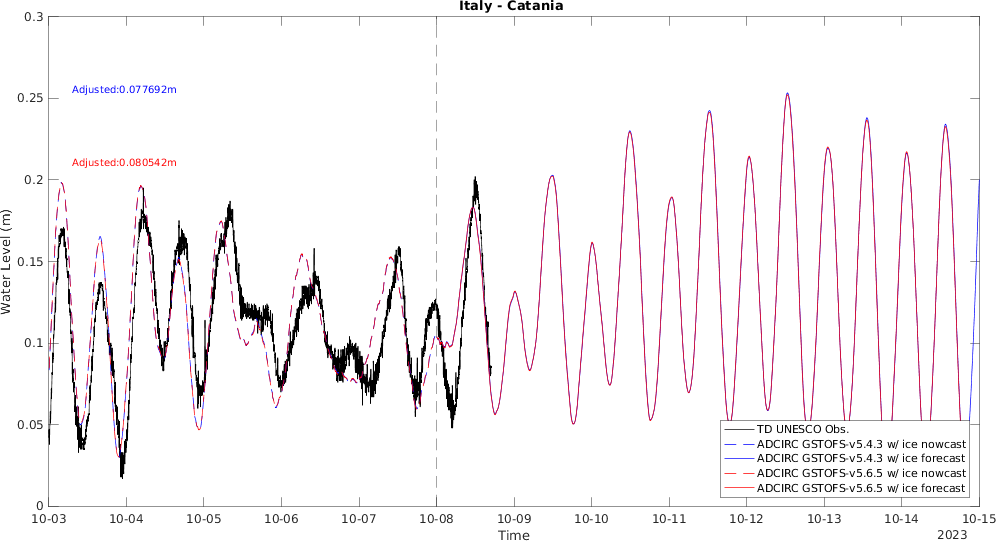 Italy - Catania
0.3
0.25
0.2
0.15
0.1
0.05
0
Water Level (m)
Adjusted:0.077692m
Adjusted:0.080542m
TD UNESCO Obs.
ADCIRC GSTOFS-v5.4.3 w/ ice nowcast
ADCIRC GSTOFS-v5.4.3 w/ ice forecast
ADCIRC GSTOFS-v5.6.5 w/ ice nowcast
ADCIRC GSTOFS-v5.6.5 w/ ice forecast
10-03 10-04 10-05 10-06 10-07 10-08 10-09 10-10 10-11 10-12 10-13 10-14 10-15
Time
2023